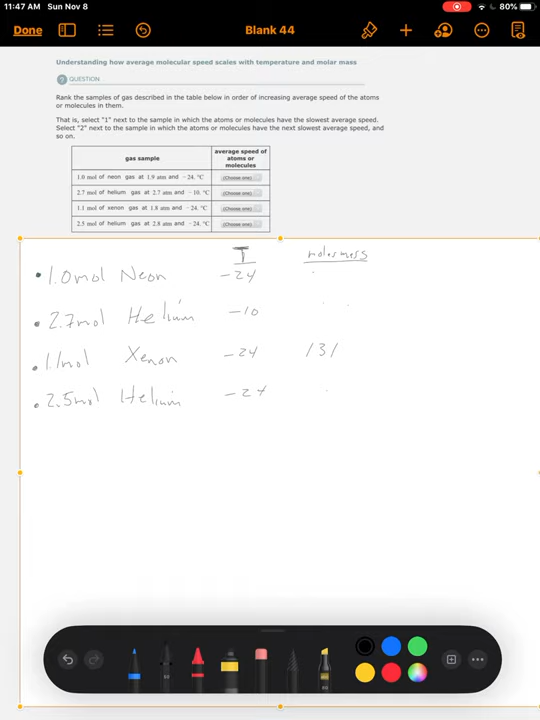 11:47 AM Sun Nov 8
80%
Done
Blank 44
Understanding how average molecular speed scales with temperature and molar mass
? QUESTION
Rank the samples of gas described in the table below in order of increasing average speed of the atoms
or molecules in them.
That is, select "1" next to the sample in which the atoms or molecules have the slowest average speed.
Select "2" next to the sample in which the atoms or molecules have the next slowest average speed, and
so on.
gas sample
average speed of
atoms or
molecules
1.0 mol of neon gas at 1.9 atm and −24. °C (Choose one)
2.7 mol of helium gas at 2.7 atm and −10. °C (Choose one)
1.1 mol of xenon gas at 1.8 atm and −24. °C (Choose one)
2.5 mol of helium gas at 2.8 atm and −24. °C (Choose one)
T molar mass
• 1.0mol Neon −24
• 2.7mol Helium −10
• 1.1mol Xenon −24 131
• 2.5mol Helium −24